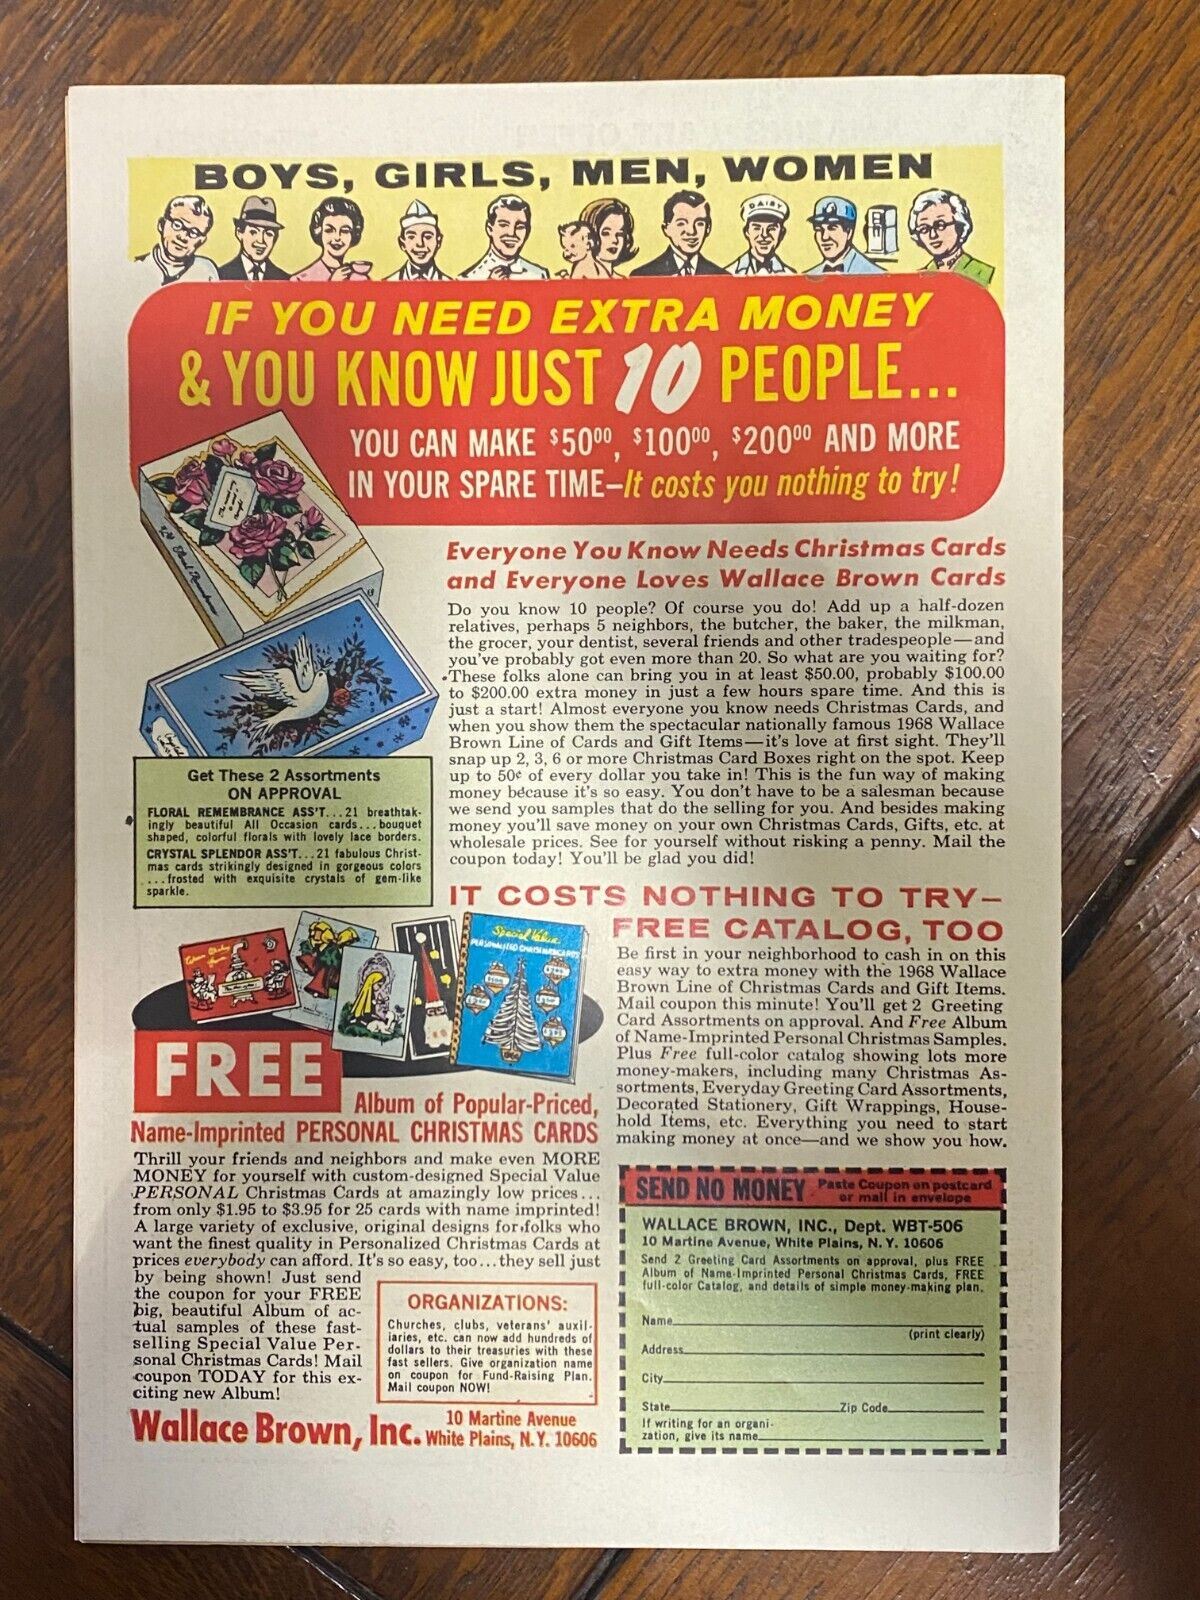 BOYS, GIRLS, MEN, WOMEN
DAIRY
IF YOU NEED EXTRA MONEY
& YOU KNOW JUST 10 PEOPLE...
YOU CAN MAKE $50⁰⁰, $100⁰⁰, $200⁰⁰ AND MORE
IN YOUR SPARE TIME—It costs you nothing to try!
Everyone You Know Needs Christmas Cards
and Everyone Loves Wallace Brown Cards
Do you know 10 people? Of course you do! Add up a half-dozen
relatives, perhaps 5 neighbors, the butcher, the baker, the milkman,
the grocer, your dentist, several friends and other tradespeople—and
you've probably got even more than 20. So what are you waiting for?
These folks alone can bring you in at least $50.00, probably $100.00
to $200.00 extra money in just a few hours spare time. And this is
just a start! Almost everyone you know needs Christmas Cards, and
when you show them the spectacular nationally famous 1968 Wallace
Brown Line of Cards and Gift Items—it's love at first sight. They'll
snap up 2, 3, 6 or more Christmas Card Boxes right on the spot. Keep
up to 50¢ of every dollar you take in! This is the fun way of making
money because it's so easy. You don't have to be a salesman because
we send you samples that do the selling for you. And besides making
money you'll save money on your own Christmas Cards, Gifts, etc. at
wholesale prices. See for yourself without risking a penny. Mail the
coupon today! You'll be glad you did!
Get These 2 Assortments
ON APPROVAL
FLORAL REMEMBRANCE ASS'T...21 breathtak-
ingly beautiful All Occasion cards...bouquet
shaped, colorful florals with lovely lace borders.
CRYSTAL SPLENDOR ASS'T...21 fabulous Christ-
mas cards strikingly designed in gorgeous colors
...frosted with exquisite crystals of gem-like
sparkle.
IT COSTS NOTHING TO TRY—
FREE CATALOG, TOO
Be first in your neighborhood to cash in on this
easy way to extra money with the 1968 Wallace
Brown Line of Christmas Cards and Gift Items.
Mail coupon this minute! You'll get 2 Greeting
Card Assortments on approval. And Free Album
of Name-Imprinted Personal Christmas Samples.
Plus Free full-color catalog showing lots more
money-makers, including many Christmas As-
sortments, Everyday Greeting Card Assortments,
Decorated Stationery, Gift Wrappings, House-
hold Items, etc. Everything you need to start
making money at once—and we show you how.
Special Value
PERSONALIZED CHRISTMAS CARDS
FREE
Album of Popular-Priced,
Name-Imprinted PERSONAL CHRISTMAS CARDS
Thrill your friends and neighbors and make even MORE
MONEY for yourself with custom-designed Special Value
PERSONAL Christmas Cards at amazingly low prices...
from only $1.95 to $3.95 for 25 cards with name imprinted!
A large variety of exclusive, original designs for folks who
want the finest quality in Personalized Christmas Cards at
prices everybody can afford. It's so easy, too...they sell just
by being shown! Just send
the coupon for your FREE
big, beautiful Album of ac-
tual samples of these fast-
selling Special Value Per-
sonal Christmas Cards! Mail
coupon TODAY for this ex-
citing new Album!
ORGANIZATIONS:
Churches, clubs, veterans' auxil-
iaries, etc. can now add hundreds of
dollars to their treasuries with these
fast sellers. Give organization name
on coupon for Fund-Raising Plan.
Mail coupon NOW!
Wallace Brown, Inc. 10 Martine Avenue
White Plains, N.Y. 10606
SEND NO MONEY Paste Coupon on postcard
or mail in envelope
WALLACE BROWN, INC., Dept. WBT-506
10 Martine Avenue, White Plains, N.Y. 10606
Send 2 Greeting Card Assortments on approval, plus FREE
Album of Name-Imprinted Personal Christmas Cards, FREE
full-color Catalog, and details of simple money-making plan.
Name
(print clearly)
Address
City
State Zip Code
If writing for an organi-
zation, give its name